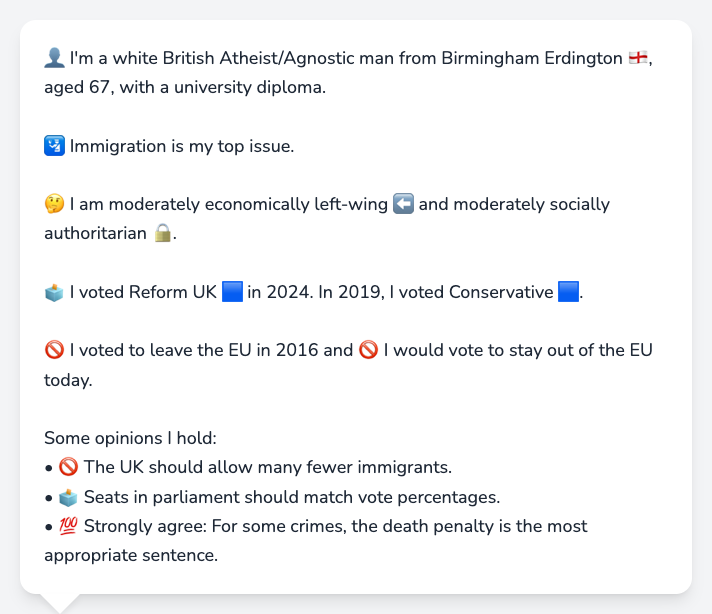 👤 I'm a white British Atheist/Agnostic man from Birmingham Erdington 🏴󠁧󠁢󠁥󠁮󠁧󠁿,
aged 67, with a university diploma.
🛂 Immigration is my top issue.
🤔 I am moderately economically left-wing ⬅️ and moderately socially
authoritarian 🔒.
🗳️ I voted Reform UK 🟦 in 2024. In 2019, I voted Conservative 🟦.
🚫 I voted to leave the EU in 2016 and 🚫 I would vote to stay out of the EU
today.
Some opinions I hold:
• 🚫 The UK should allow many fewer immigrants.
• 🗳️ Seats in parliament should match vote percentages.
• 💯 Strongly agree: For some crimes, the death penalty is the most
appropriate sentence.